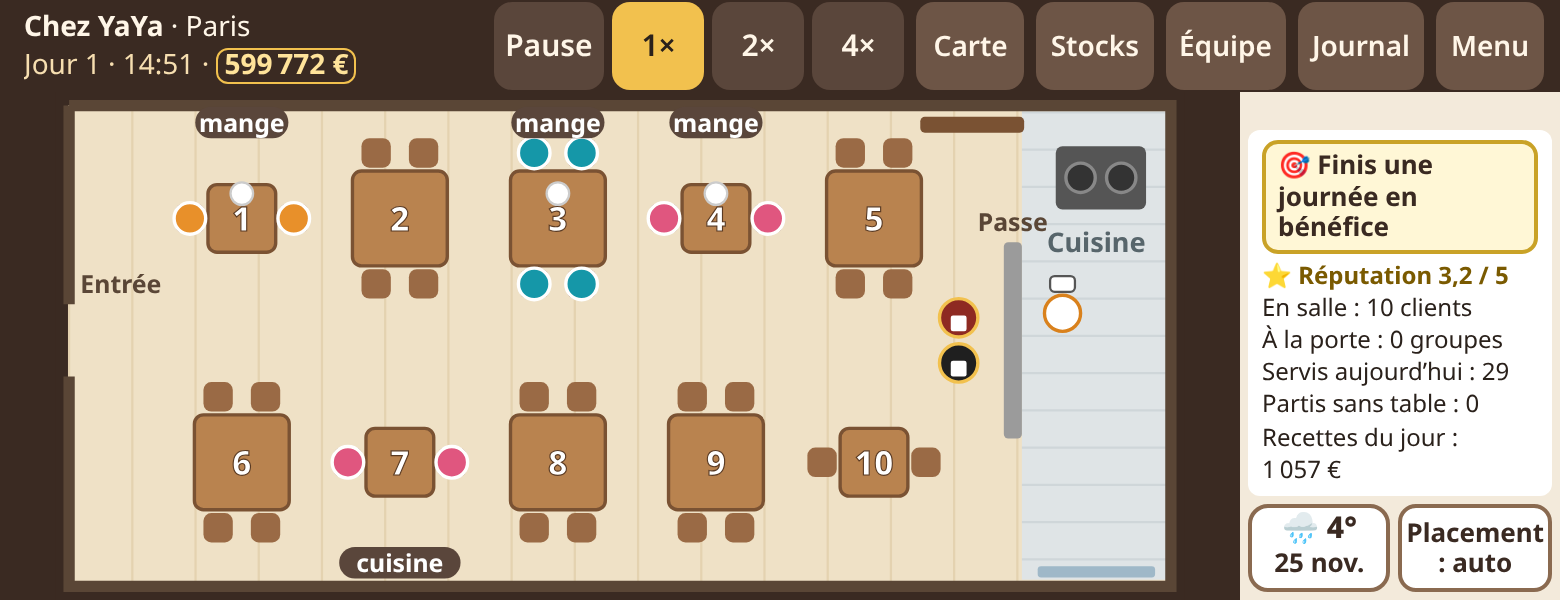 Chez YaYa · Paris
Jour 1 · 14:51 · 599 772 €
Pause
1×
2×
4×
Carte
Stocks
Équipe
Journal
Menu
mange
mange
mange
1
2
3
4
5
Passe
Cuisine
Entrée
6
7
8
9
10
cuisine
🎯 Finis une
journée en
bénéfice
⭐ Réputation 3,2 / 5
En salle : 10 clients
À la porte : 0 groupes
Servis aujourd’hui : 29
Partis sans table : 0
Recettes du jour :
1 057 €
🌧️ 4°
25 nov.
Placement
: auto